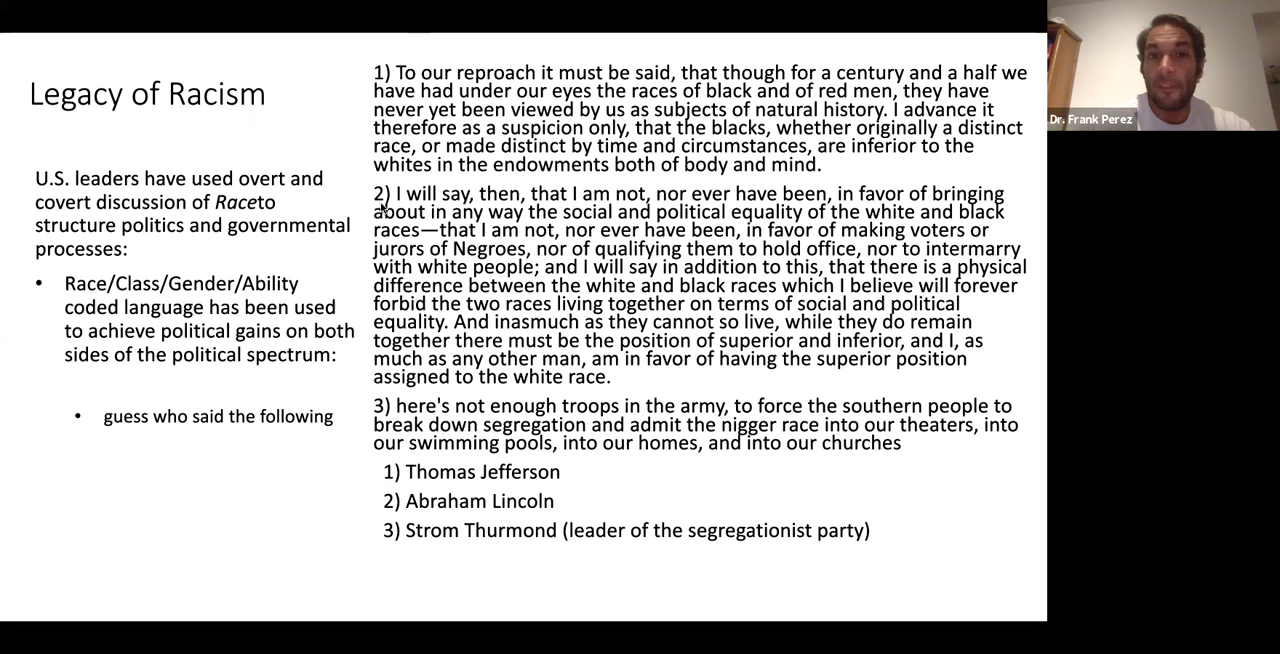 Legacy of Racism
U.S. leaders have used overt and
covert discussion of Raceto
structure politics and governmental
processes:
• Race/Class/Gender/Ability
coded language has been used
to achieve political gains on both
sides of the political spectrum:
• guess who said the following
1) To our reproach it must be said, that though for a century and a half we
have had under our eyes the races of black and of red men, they have
never yet been viewed by us as subjects of natural history. I advance it
therefore as a suspicion only, that the blacks, whether originally a distinct
race, or made distinct by time and circumstances, are inferior to the
whites in the endowments both of body and mind.
2) I will say, then, that I am not, nor ever have been, in favor of bringing
about in any way the social and political equality of the white and black
races—that I am not, nor ever have been, in favor of making voters or
jurors of Negroes, nor of qualifying them to hold office, nor to intermarry
with white people; and I will say in addition to this, that there is a physical
difference between the white and black races which I believe will forever
forbid the two races living together on terms of social and political
equality. And inasmuch as they cannot so live, while they do remain
together there must be the position of superior and inferior, and I, as
much as any other man, am in favor of having the superior position
assigned to the white race.
3) here's not enough troops in the army, to force the southern people to
break down segregation and admit the nigger race into our theaters, into
our swimming pools, into our homes, and into our churches
1) Thomas Jefferson
2) Abraham Lincoln
3) Strom Thurmond (leader of the segregationist party)
Dr. Frank Perez